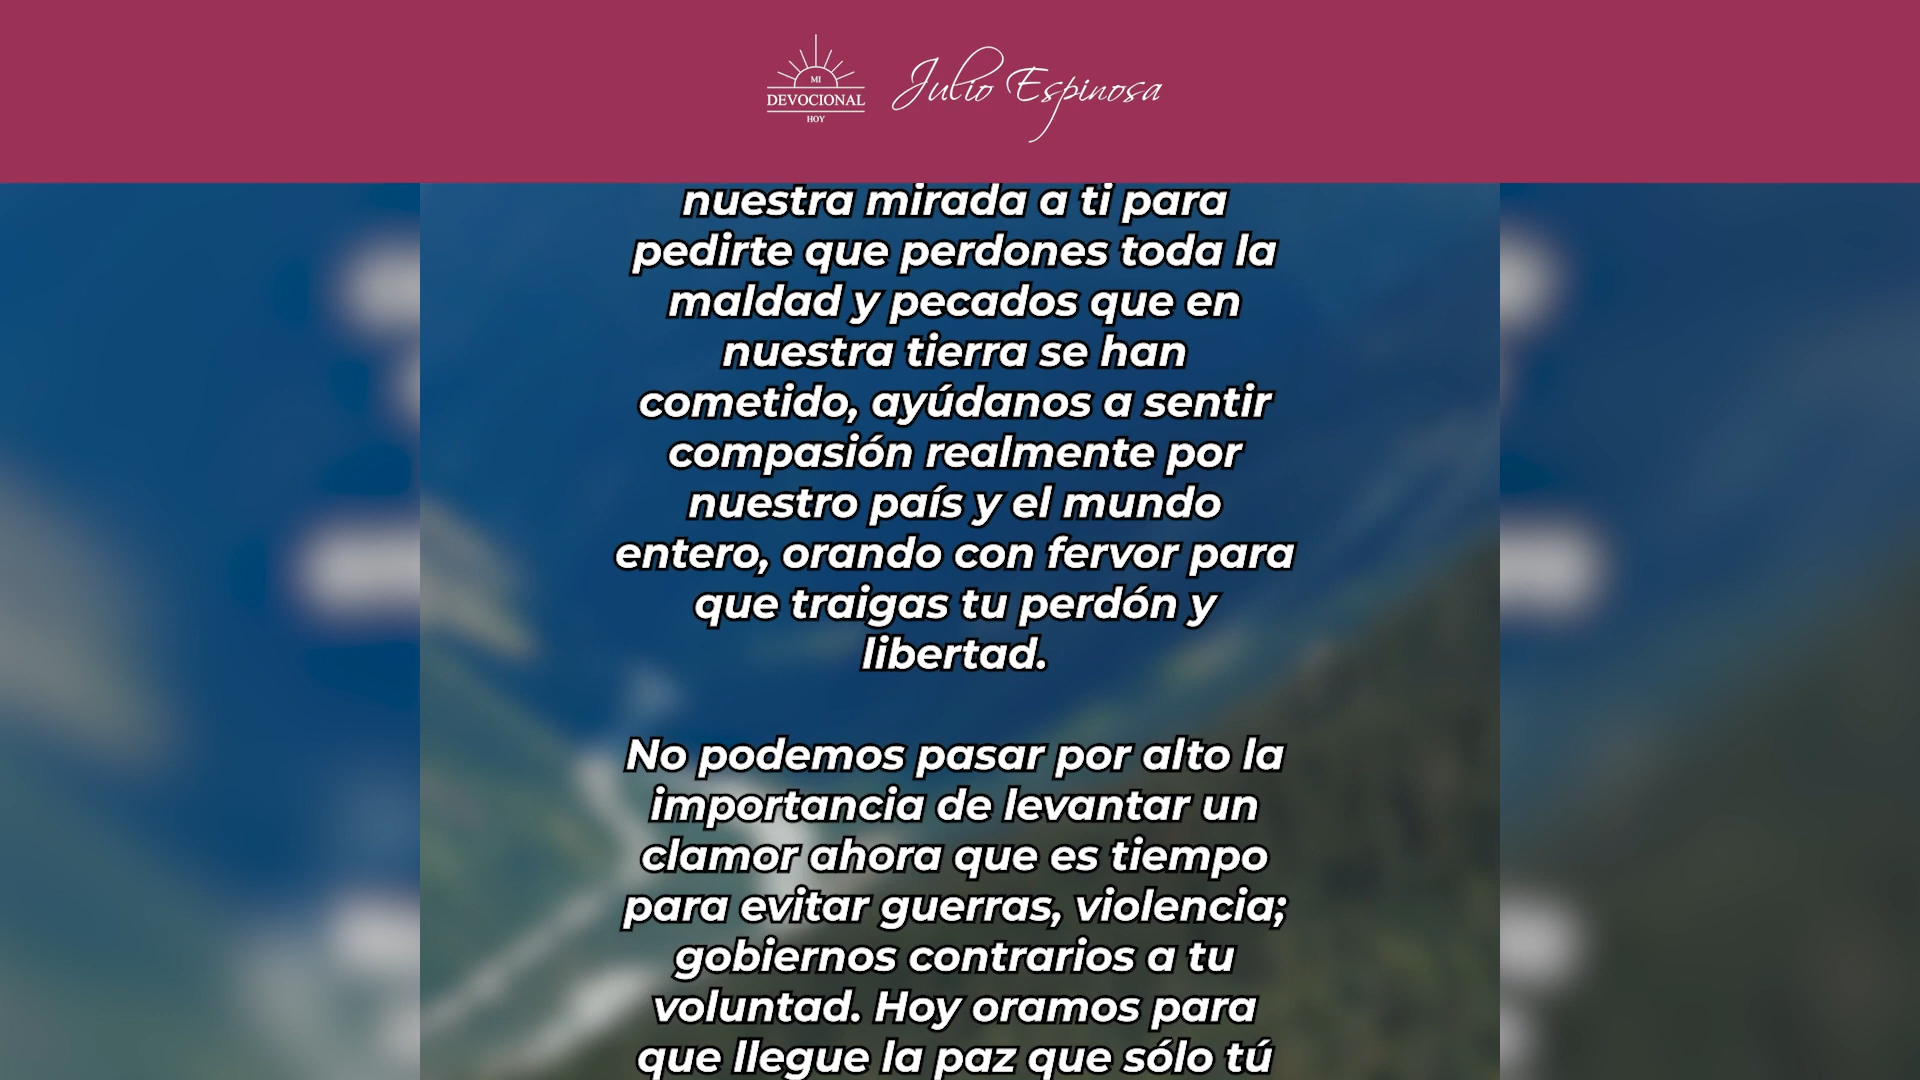 MI
DEVOCIONAL
HOY
Julio Espinosa
nuestra mirada a ti para
pedirte que perdones toda la
maldad y pecados que en
nuestra tierra se han
cometido, ayúdanos a sentir
compasión realmente por
nuestro país y el mundo
entero, orando con fervor para
que traigas tu perdón y
libertad.
No podemos pasar por alto la
importancia de levantar un
clamor ahora que es tiempo
para evitar guerras, violencia;
gobiernos contrarios a tu
voluntad. Hoy oramos para
que llegue la paz que sólo tú